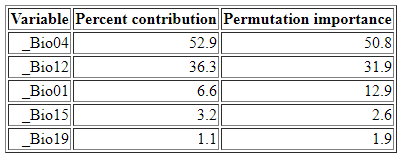 Variable Percent contribution Permutation importance
_Bio04 52.9 50.8
_Bio12 36.3 31.9
_Bio01 6.6 12.9
_Bio15 3.2 2.6
_Bio19 1.1 1.9